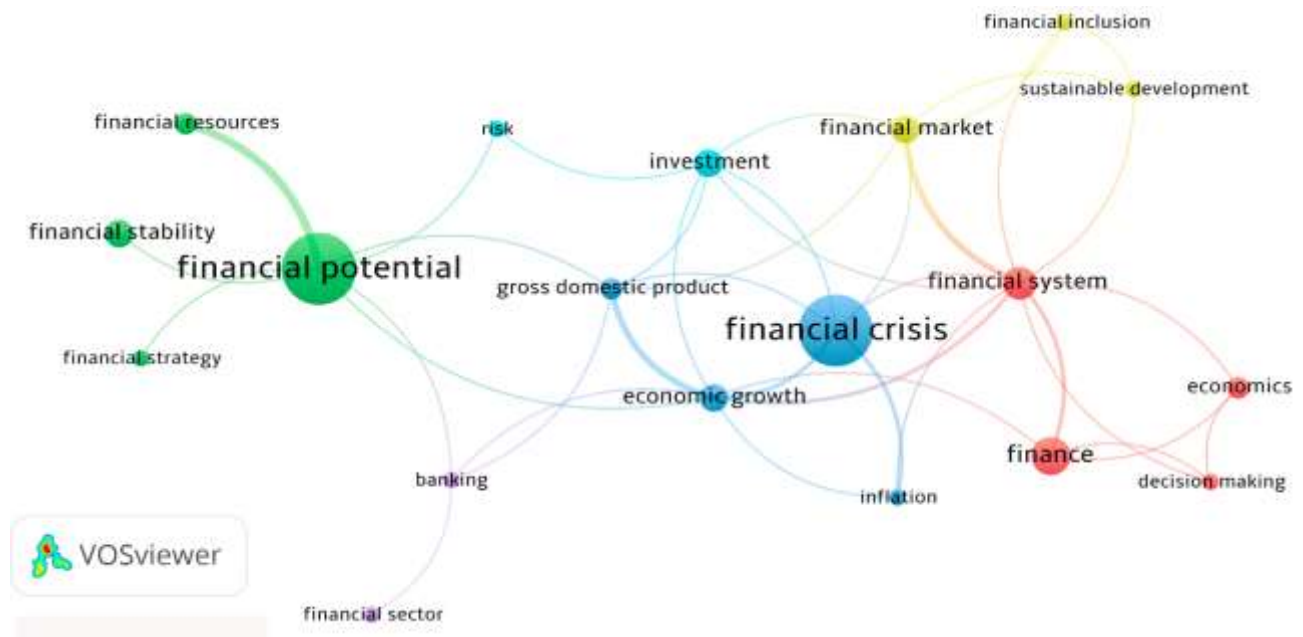 financial inclusion
sustainable development
financial resources
risk
financial market
investment
financial stability
financial potential
gross domestic product
financial system
financial crisis
financial strategy
economic growth
economics
finance
banking
decision making
inflation
VOSviewer
financial sector